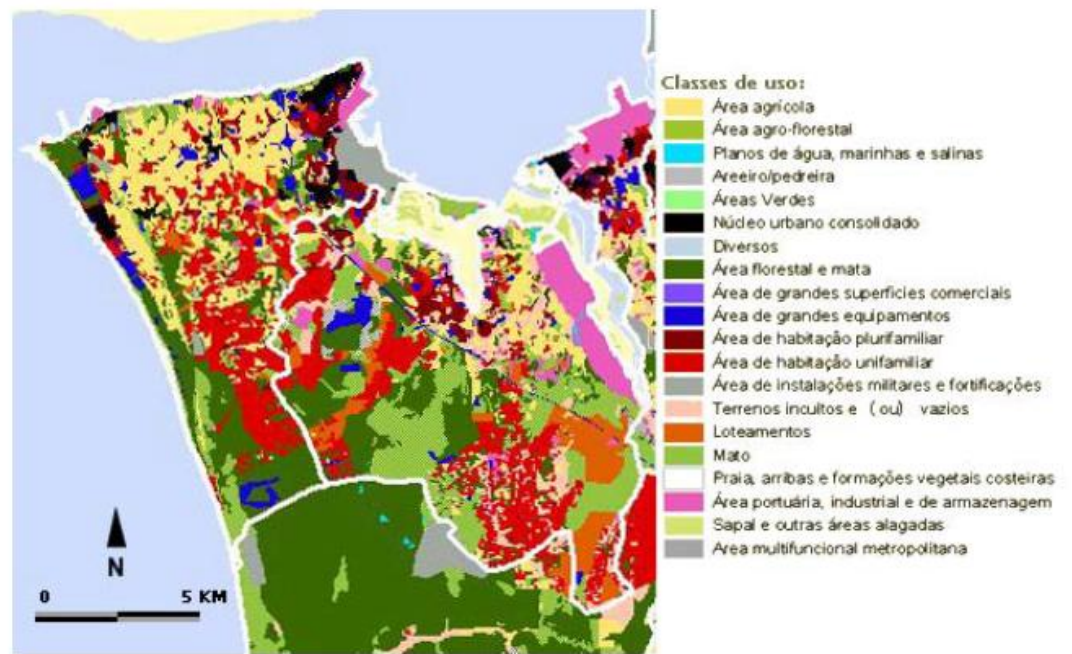 Classes de uso:
Área agrícola
Área agro-florestal
Planos de água, marinhas e salinas
Areeiro/pedreira
Áreas Verdes
Núcleo urbano consolidado
Diversos
Área florestal e mata
Área de grandes superfícies comerciais
Área de grandes equipamentos
Área de habitação plurifamiliar
Área de habitação unifamiliar
Área de instalações militares e fortificações
Terrenos incultos e (ou) vazios
Loteamentos
Mato
Praia, arribas e formações vegetais costeiras
Área portuária, industrial e de armazenagem
Sapal e outras áreas alagadas
Area multifuncional metropolitana
N
0 5 KM